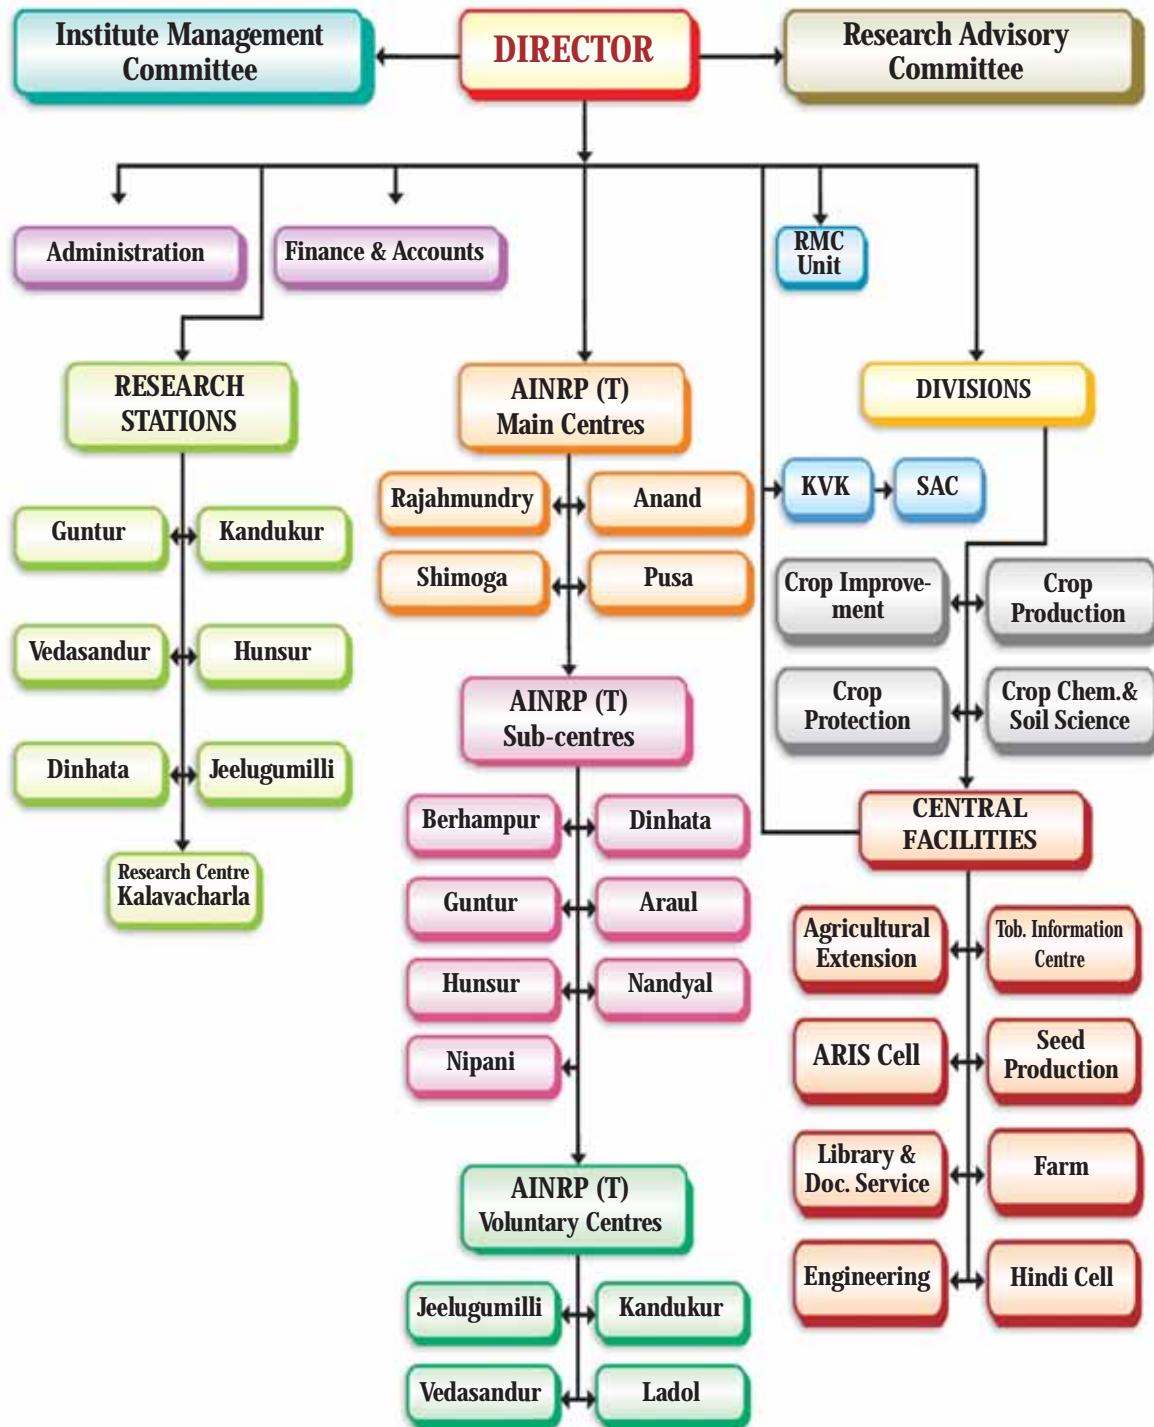 Institute Management
Committee
DIRECTOR
Research Advisory
Committee
Administration
Finance & Accounts
RMC
Unit
RESEARCH
STATIONS
Guntur
Kandukur
Vedasandur
Hunsur
Dinhata
Jeelugumilli
Research Centre
Kalavacharla
AINRP (T)
Main Centres
Rajahmundry
Anand
Shimoga
Pusa
AINRP (T)
Sub-centres
Berhampur
Dinhata
Guntur
Araul
Hunsur
Nandyal
Nipani
AINRP (T)
Voluntary Centres
Jeelugumilli
Kandukur
Vedasandur
Ladol
DIVISIONS
KVK
SAC
Crop Improve-
ment
Crop
Production
Crop
Protection
Crop Chem.&
Soil Science
CENTRAL
FACILITIES
Agricultural
Extension
Tob. Information
Centre
ARIS Cell
Seed
Production
Library &
Doc. Service
Farm
Engineering
Hindi Cell